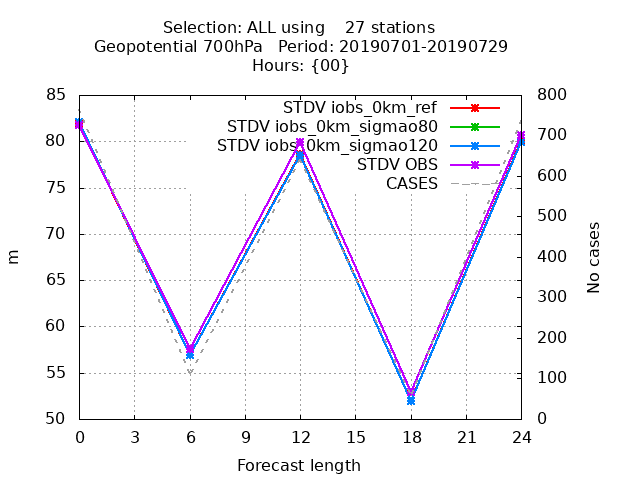 Selection: ALL using    27 stations
Geopotential 700hPa   Period: 20190701-20190729
Hours: {00}
85
80
75
70
65
60
55
50
m
800
700
600
500
400
300
200
100
0
No cases
STDV iobs_0km_ref
STDV iobs_0km_sigmao80
STDV iobs_0km_sigmao120
STDV OBS
CASES
0 3 6 9 12 15 18 21 24
Forecast length